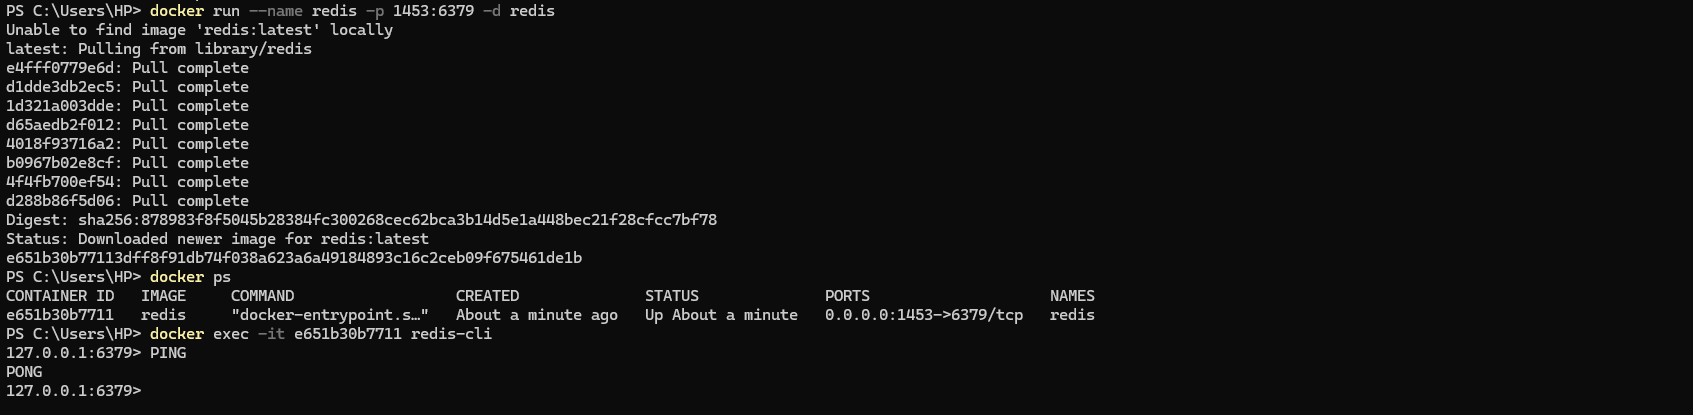 PS C:\Users\HP> docker run --name redis -p 1453:6379 -d redis
Unable to find image 'redis:latest' locally
latest: Pulling from library/redis
e4fff0779e6d: Pull complete
d1dde3db2ec5: Pull complete
1d321a003dde: Pull complete
d65aedb2f012: Pull complete
4018f93716a2: Pull complete
b0967b02e8cf: Pull complete
4f4fb700ef54: Pull complete
d288b86f5d06: Pull complete
Digest: sha256:878983f8f5045b28384fc300268cec62bca3b14d5e1a448bec21f28cfcc7bf78
Status: Downloaded newer image for redis:latest
e651b30b77113dff8f91db74f038a623a6a49184893c16c2ceb09f675461de1b
PS C:\Users\HP> docker ps
CONTAINER ID   IMAGE     COMMAND                  CREATED              STATUS              PORTS                    NAMES
e651b30b7711   redis     "docker-entrypoint.s…"   About a minute ago   Up About a minute   0.0.0.0:1453->6379/tcp   redis
PS C:\Users\HP> docker exec -it e651b30b7711 redis-cli
127.0.0.1:6379> PING
PONG
127.0.0.1:6379>